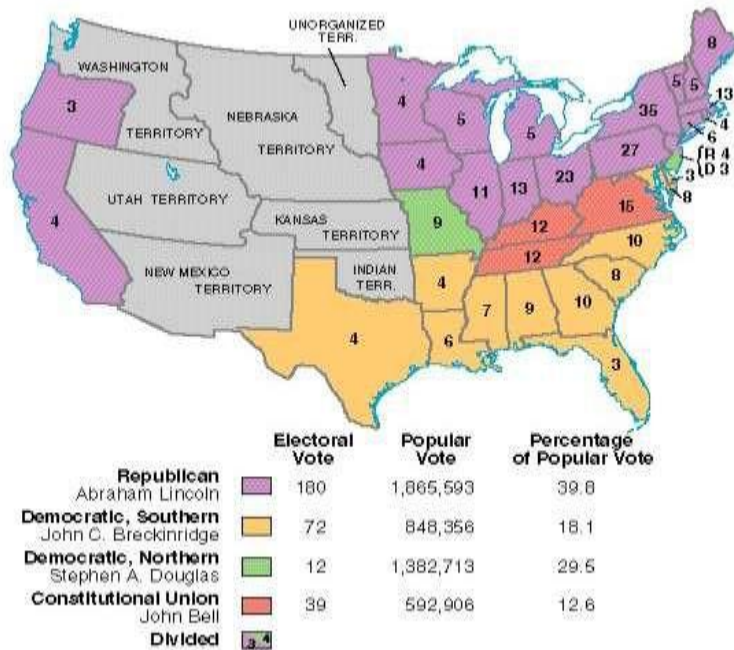 UNORGANIZED
TERR.
WASHINGTON
TERRITORY
NEBRASKA
TERRITORY
UTAH TERRITORY
KANSAS
TERRITORY
NEW MEXICO
TERRITORY
INDIAN
TERR.
3
4
4
5
5
4
11
13
23
27
35
5
5
8
13
4
6
R 4
D 3
3
8
9
12
15
12
10
4
8
7
9
10
6
4
3
Electoral Vote Popular Vote Percentage of Popular Vote
Republican
Abraham Lincoln 180 1,865,593 39.8
Democratic, Southern
John C. Breckinridge 72 848,356 18.1
Democratic, Northern
Stephen A. Douglas 12 1,382,713 29.5
Constitutional Union
John Bell 39 592,906 12.6
Divided 3 4